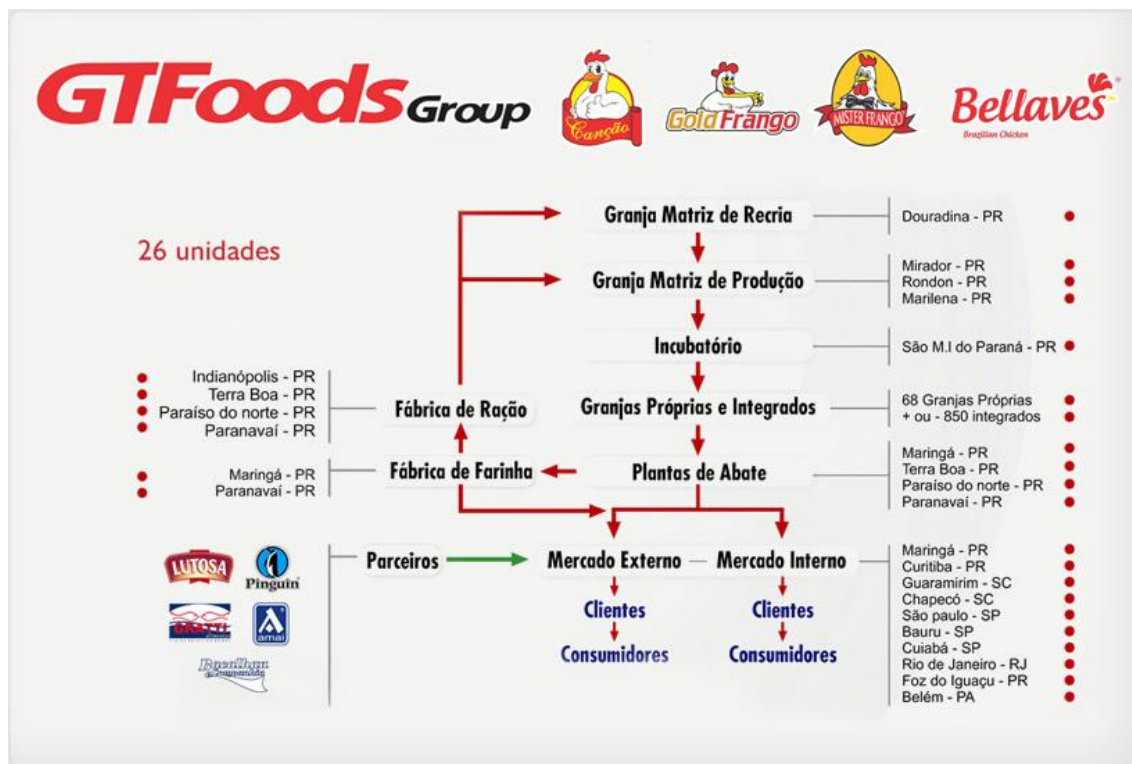 GTFoods Group
Canção
Gold Frango
MISTER FRANGO
Bellaves
Brazilian Chicken
26 unidades
Granja Matriz de Recria
Douradina - PR
Granja Matriz de Produção
Mirador - PR
Rondon - PR
Marilena - PR
Incubatório
São M.I do Paraná - PR
Indianópolis - PR
Terra Boa - PR
Paraíso do norte - PR
Paranavaí - PR
Fábrica de Ração
Granjas Próprias e Integrados
68 Granjas Próprias
+ ou - 850 integrados
Maringá - PR
Paranavaí - PR
Fábrica de Farinha
Plantas de Abate
Maringá - PR
Terra Boa - PR
Paraíso do norte - PR
Paranavaí - PR
LUTOSA
Pinguin
GRATTI
amai
Bacalhau
Parceiros
Mercado Externo
Mercado Interno
Clientes
Clientes
Consumidores
Consumidores
Maringá - PR
Curitiba - PR
Guaramirim - SC
Chapecó - SC
São paulo - SP
Bauru - SP
Cuiabá - SP
Rio de Janeiro - RJ
Foz do Iguaçu - PR
Belém - PA